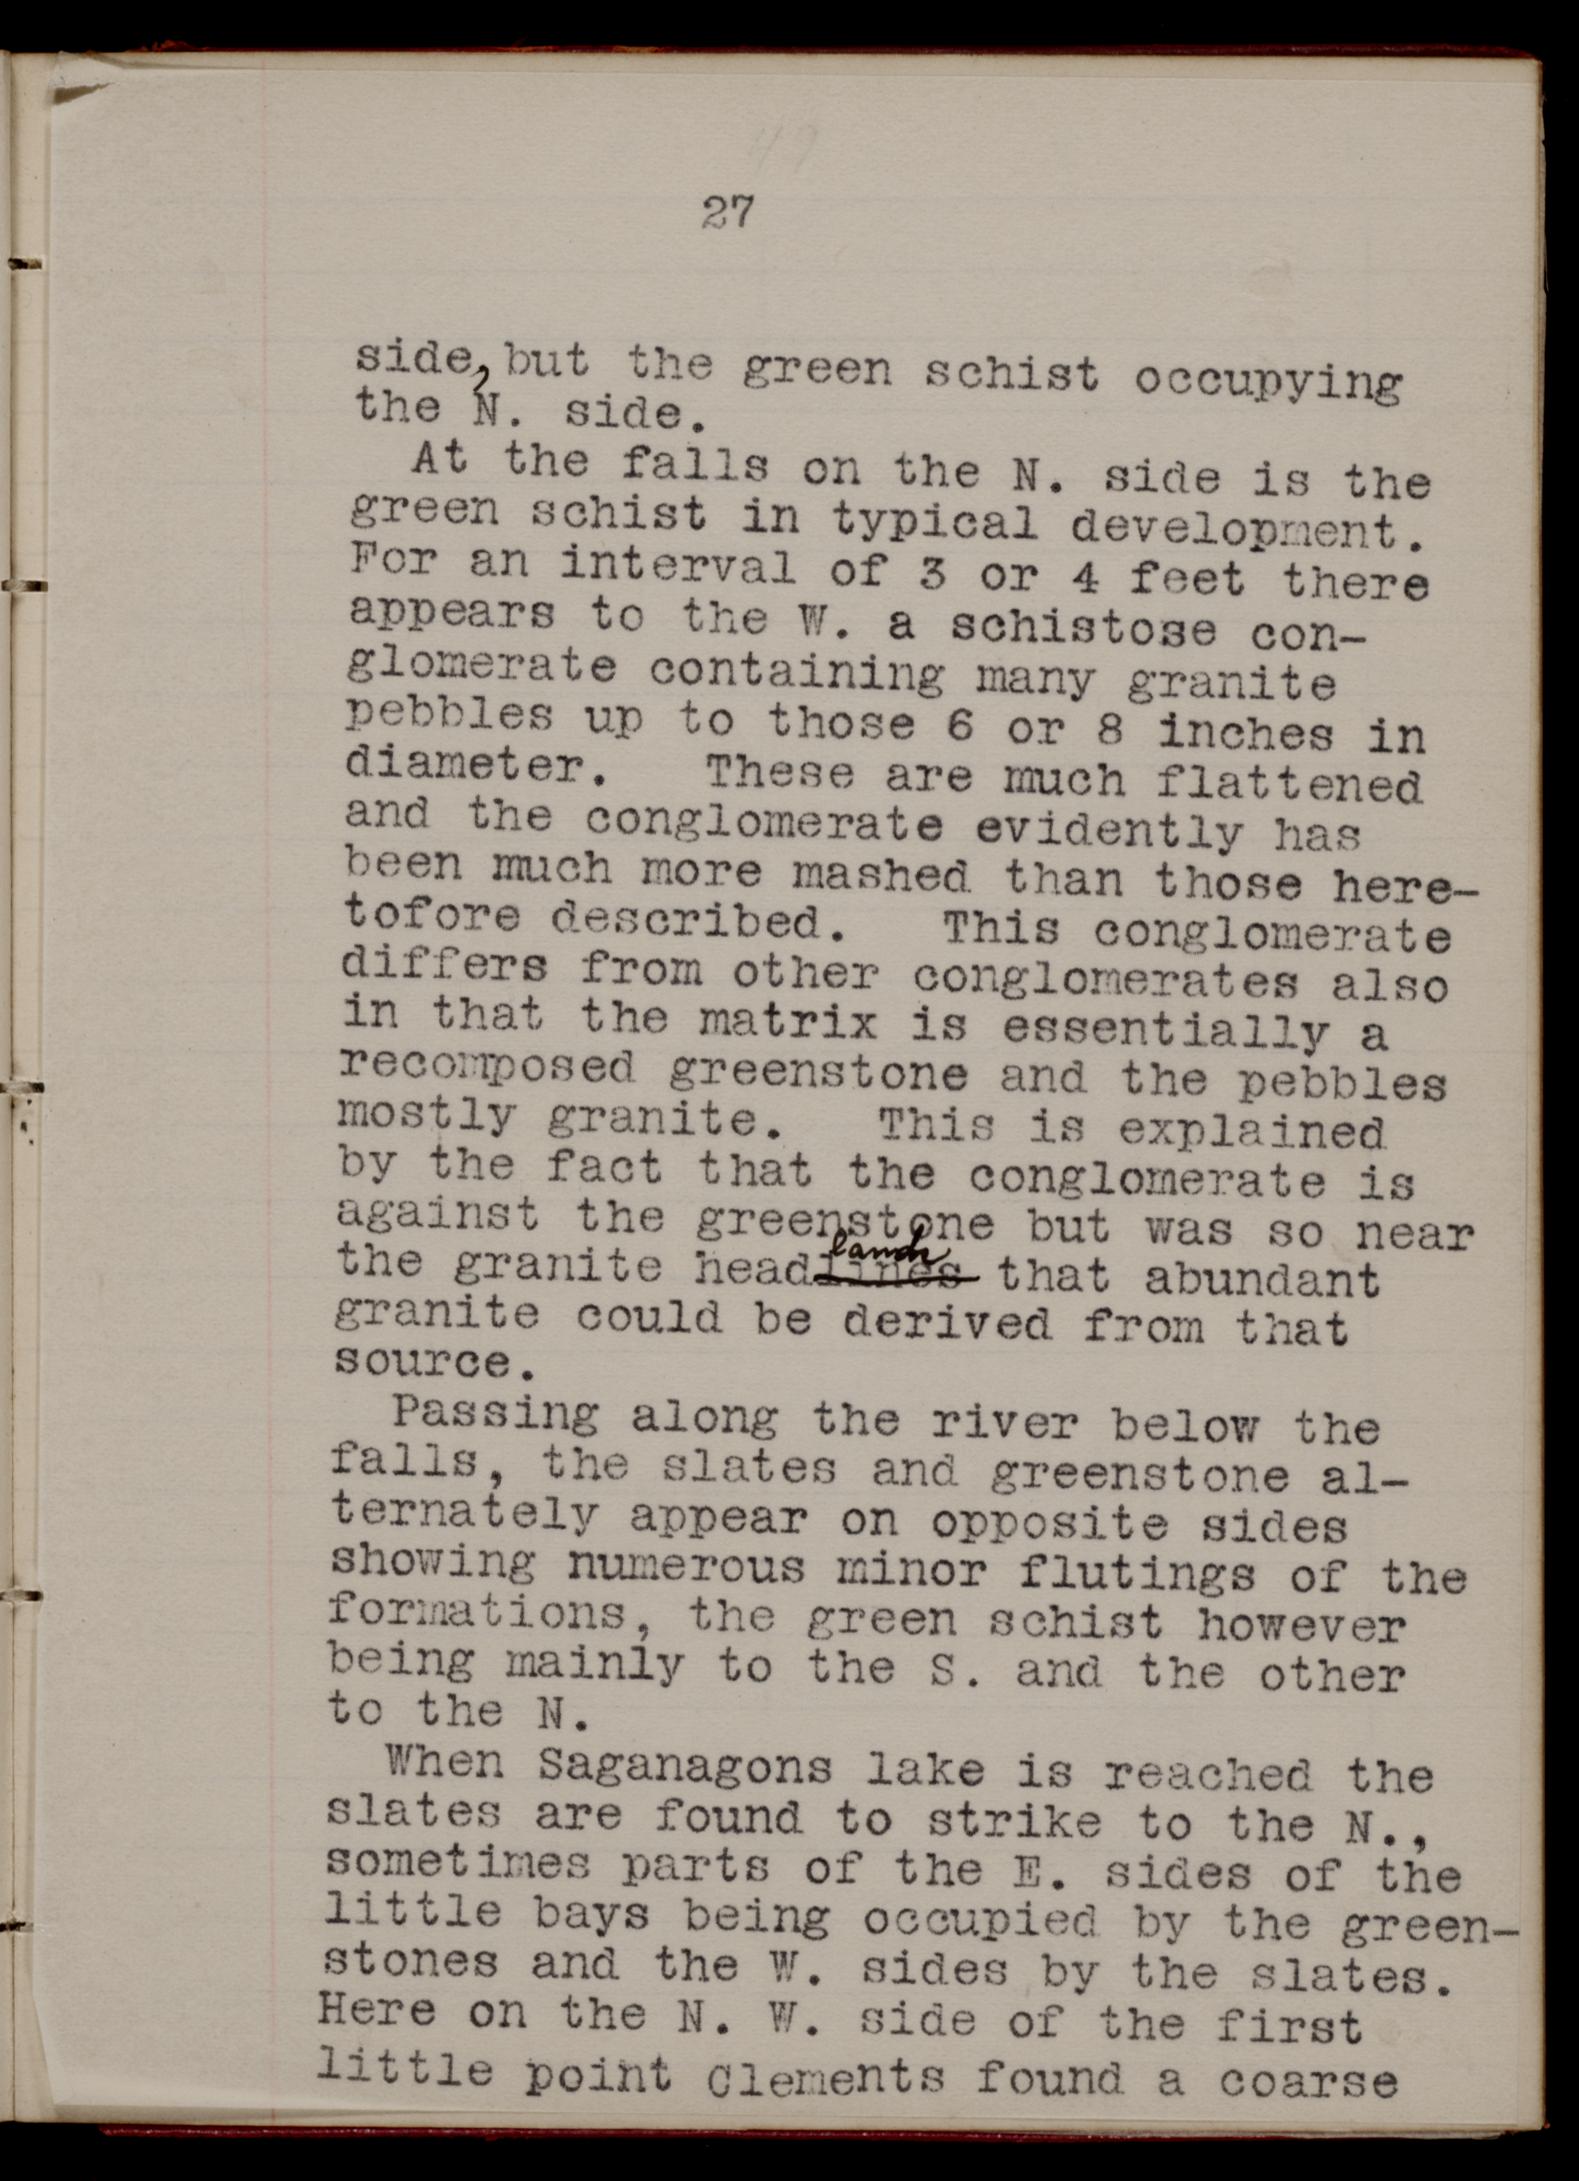 27
side, but the green schist occupying
the N. side.
At the falls on the N. side is the
green schist in typical development.
For an interval of 3 or 4 feet there
appears to the W. a schistose con-
glomerate containing many granite
pebbles up to those 6 or 8 inches in
diameter. These are much flattened
and the conglomerate evidently has
been much more mashed than those here-
tofore described. This conglomerate
differs from other conglomerates also
in that the matrix is essentially a
recomposed greenstone and the pebbles
mostly granite. This is explained
by the fact that the conglomerate is
against the greenstone but was so near
lands
the granite headlines that abundant
granite could be derived from that
source.
Passing along the river below the
falls, the slates and greenstone al-
ternately appear on opposite sides
showing numerous minor flutings of the
formations, the green schist however
being mainly to the S. and the other
to the N.
When Saganagons lake is reached the
slates are found to strike to the N.,
sometimes parts of the E. sides of the
little bays being occupied by the green-
stones and the W. sides by the slates.
Here on the N. W. side of the first
little point Clements found a coarse